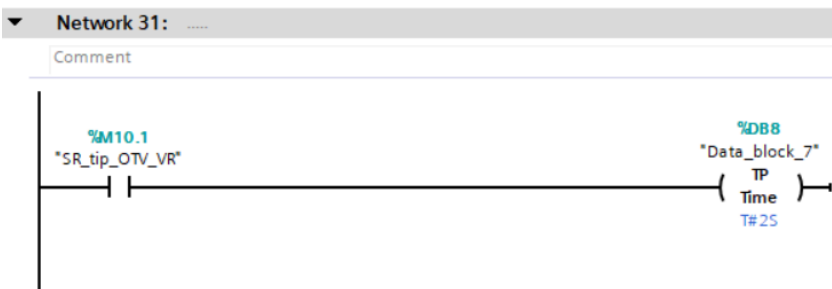 Network 31: .....
Comment
%M10.1
"SR_tip_OTV_VR"
%DB8
"Data_block_7"
TP
Time
T#2S